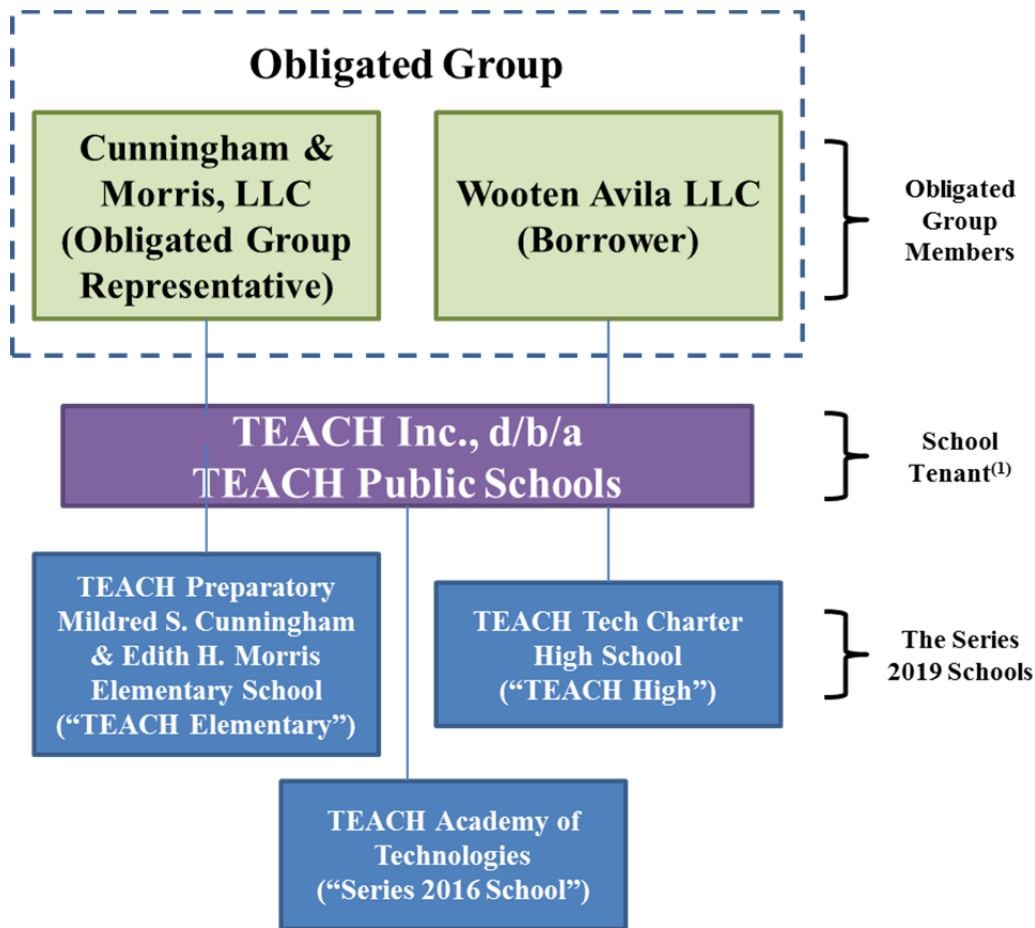 Obligated Group
Cunningham &
Morris, LLC
(Obligated Group
Representative)
Wooten Avila LLC
(Borrower)
Obligated
Group
Members
TEACH Inc., d/b/a
TEACH Public Schools
School
Tenant(1)
TEACH Preparatory
Mildred S. Cunningham
& Edith H. Morris
Elementary School
(“TEACH Elementary”)
TEACH Tech Charter
High School
(“TEACH High”)
The Series
2019 Schools
TEACH Academy of
Technologies
(“Series 2016 School”)